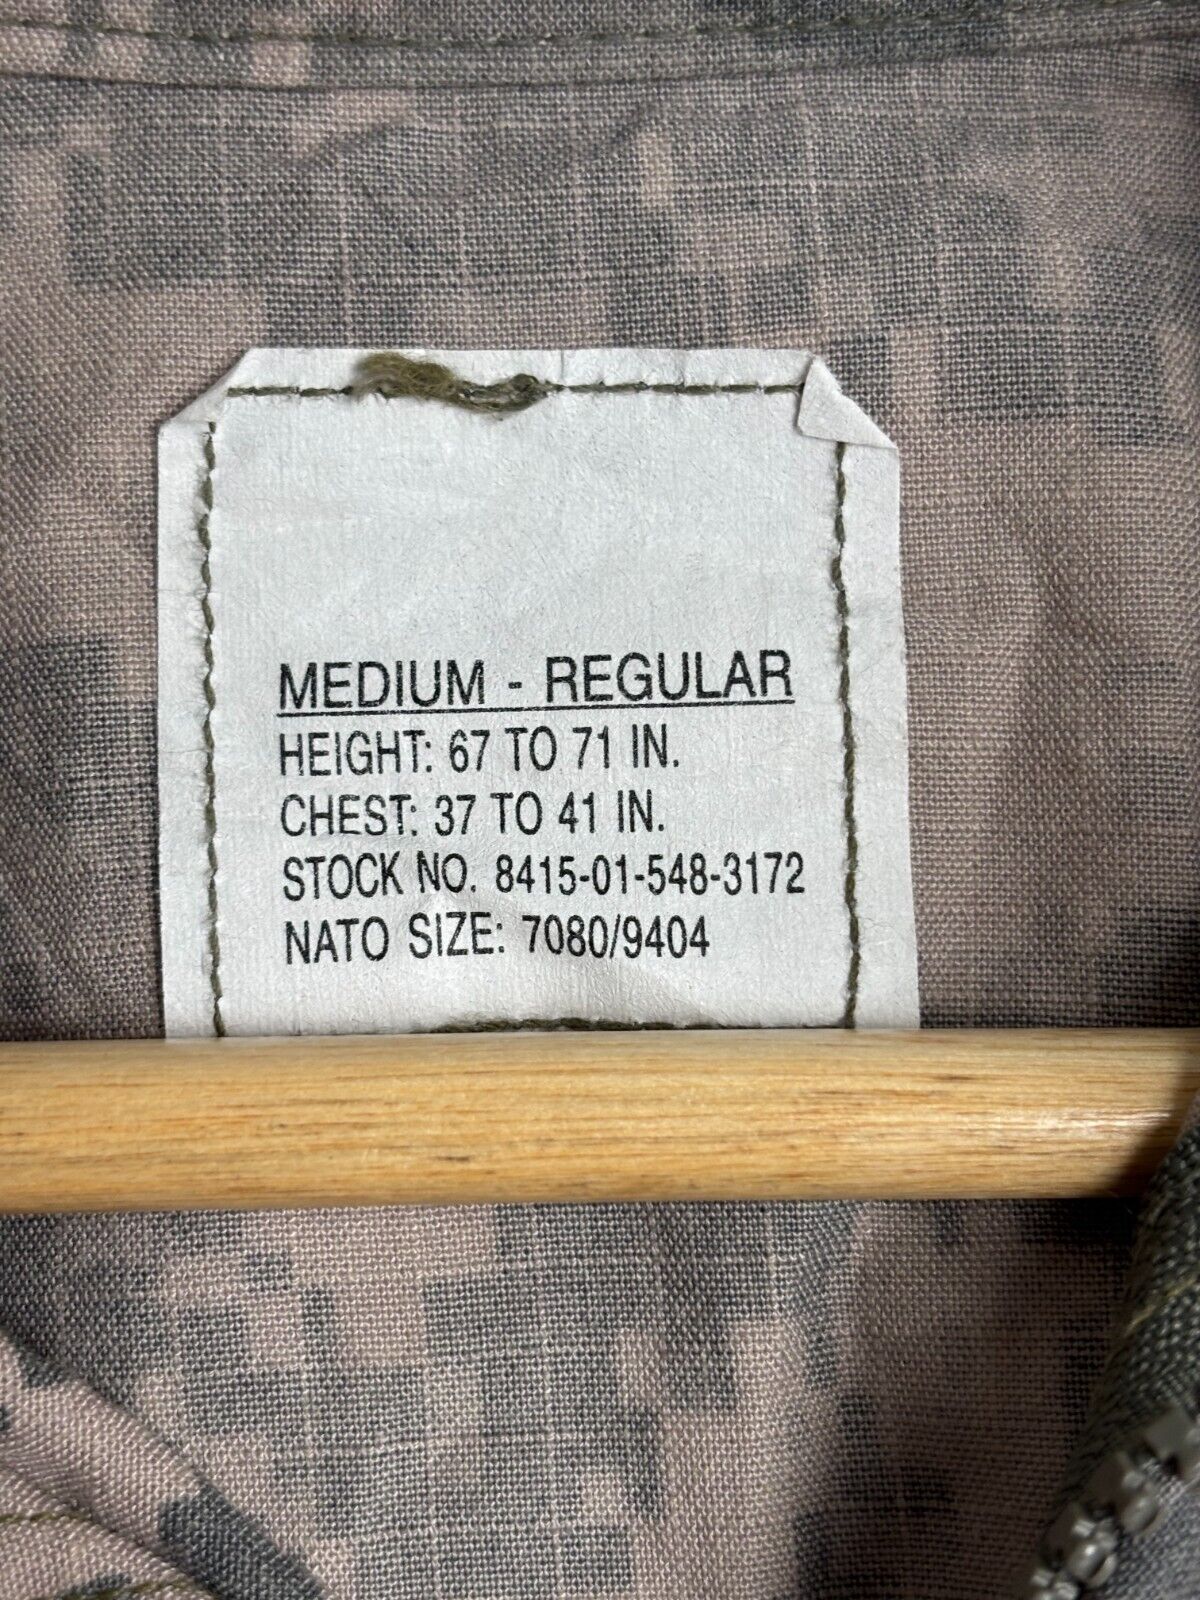 MEDIUM - REGULAR
HEIGHT: 67 TO 71 IN.
CHEST: 37 TO 41 IN.
STOCK NO. 8415-01-548-3172
NATO SIZE: 7080/9404